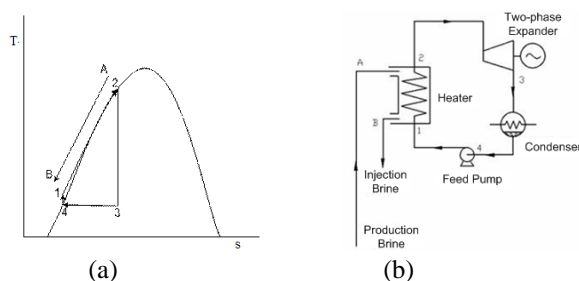 T
A
2
B
1
4
3
s
(a)
Two-phase
Expander
2
A
3
Heater
B
1
Condenser
4
Feed Pump
Injection
Brine
Production
Brine
(b)